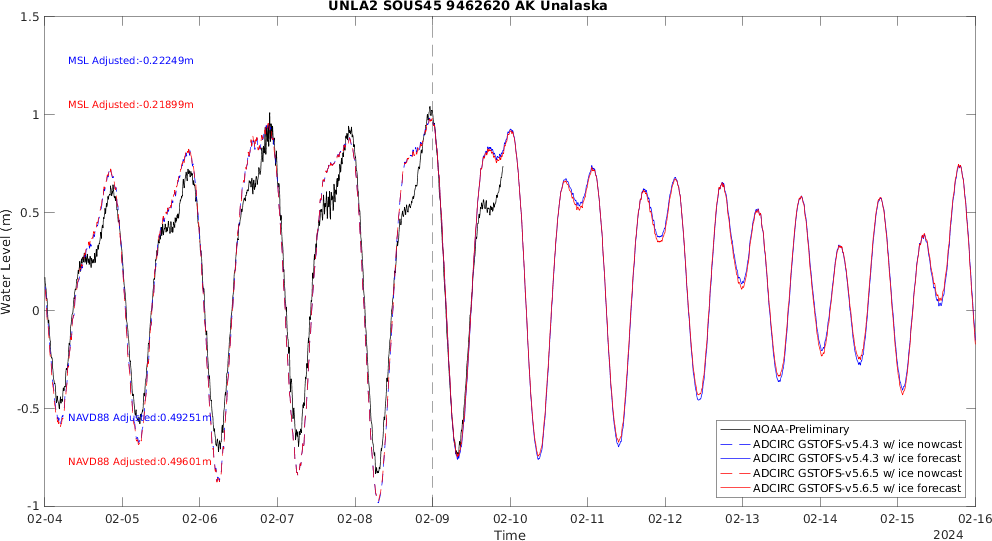 UNLA2 SOUS45 9462620 AK Unalaska
1.5
1
0.5
0
-0.5
-1
Water Level (m)
MSL Adjusted:-0.22249m
MSL Adjusted:-0.21899m
NAVD88 Adjusted:0.49251m
NAVD88 Adjusted:0.49601m
NOAA-Preliminary
ADCIRC GSTOFS-v5.4.3 w/ ice nowcast
ADCIRC GSTOFS-v5.4.3 w/ ice forecast
ADCIRC GSTOFS-v5.6.5 w/ ice nowcast
ADCIRC GSTOFS-v5.6.5 w/ ice forecast
02-04 02-05 02-06 02-07 02-08 02-09 02-10 02-11 02-12 02-13 02-14 02-15 02-16
Time
2024